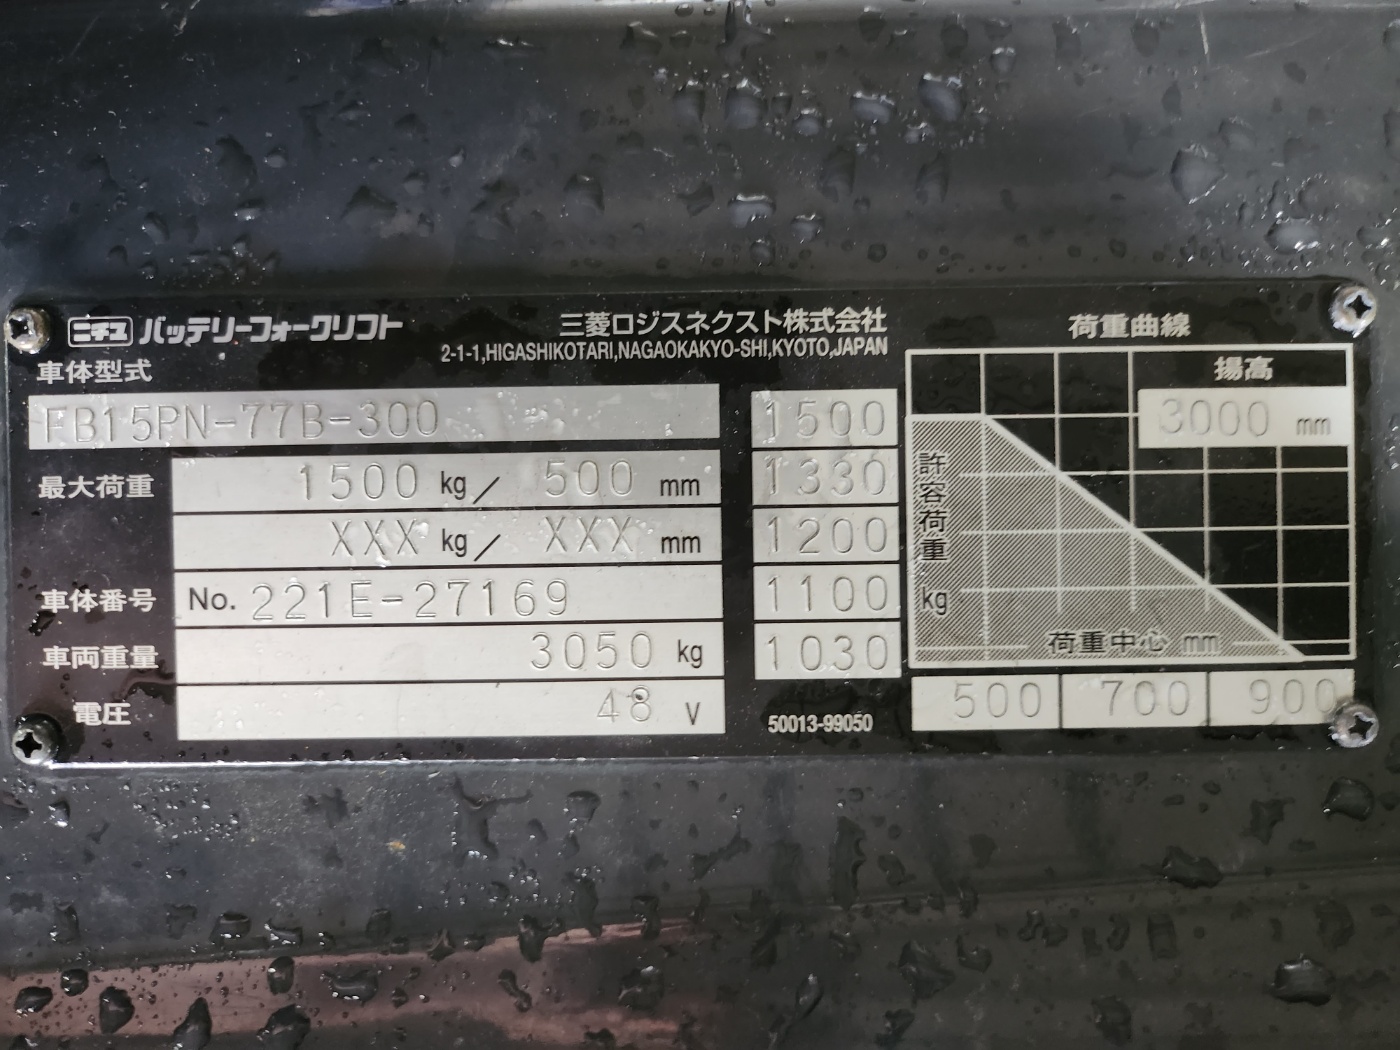 ニチユ バッテリーフォークリフト
三菱ロジスネクスト株式会社
2-1-1,HIGASHIKOTARI,NAGAOKAKYO-SHI,KYOTO,JAPAN
車体型式
FB15PN-77B-300
最大荷重 1500 kg／ 500 mm
XXX kg／ XXX mm
車体番号 No. 221E-27169
車両重量 3050 kg
電圧 48 V
1500
1330
1200
1100
1030
50013-99050
荷重曲線
揚高
3000 mm
許容荷重 kg
荷重中心 mm
500 700 900